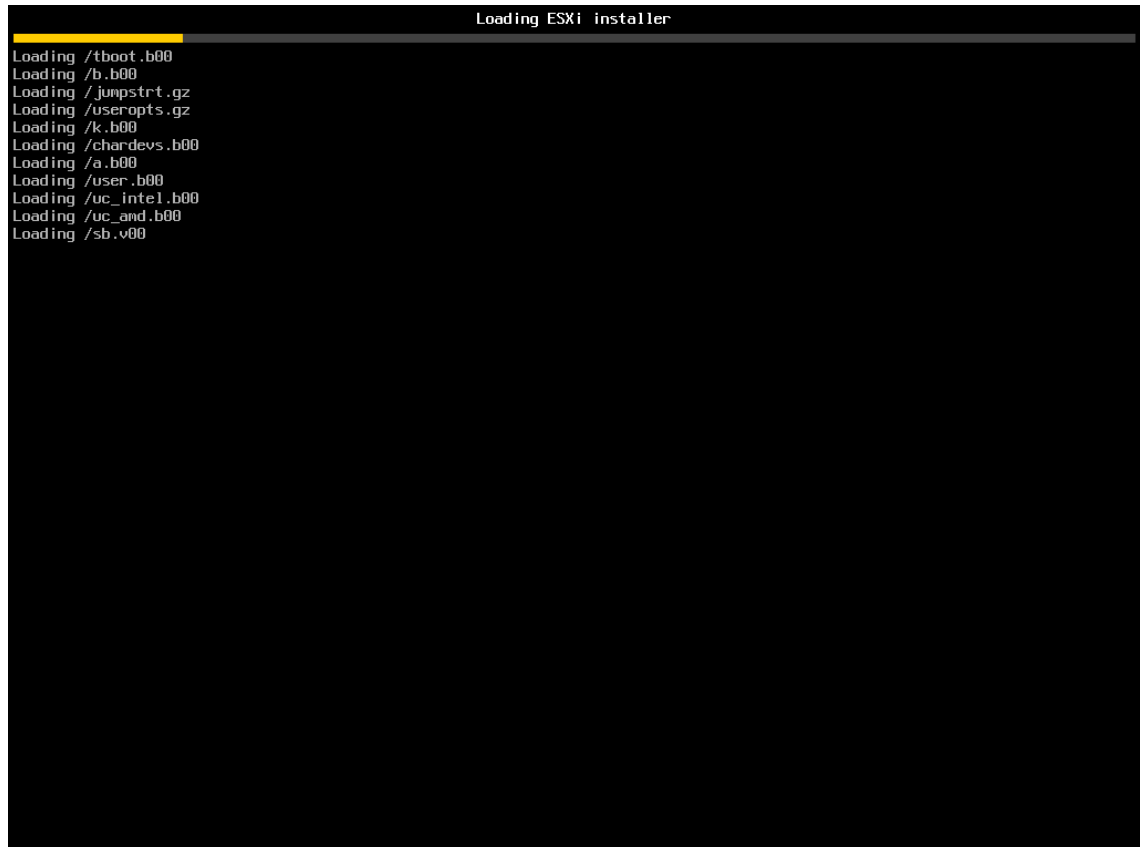 Loading ESXi installer
Loading /tboot.b00
Loading /b.b00
Loading /jumpstrt.gz
Loading /useropts.gz
Loading /k.b00
Loading /chardevs.b00
Loading /a.b00
Loading /user.b00
Loading /uc_intel.b00
Loading /uc_amd.b00
Loading /sb.v00